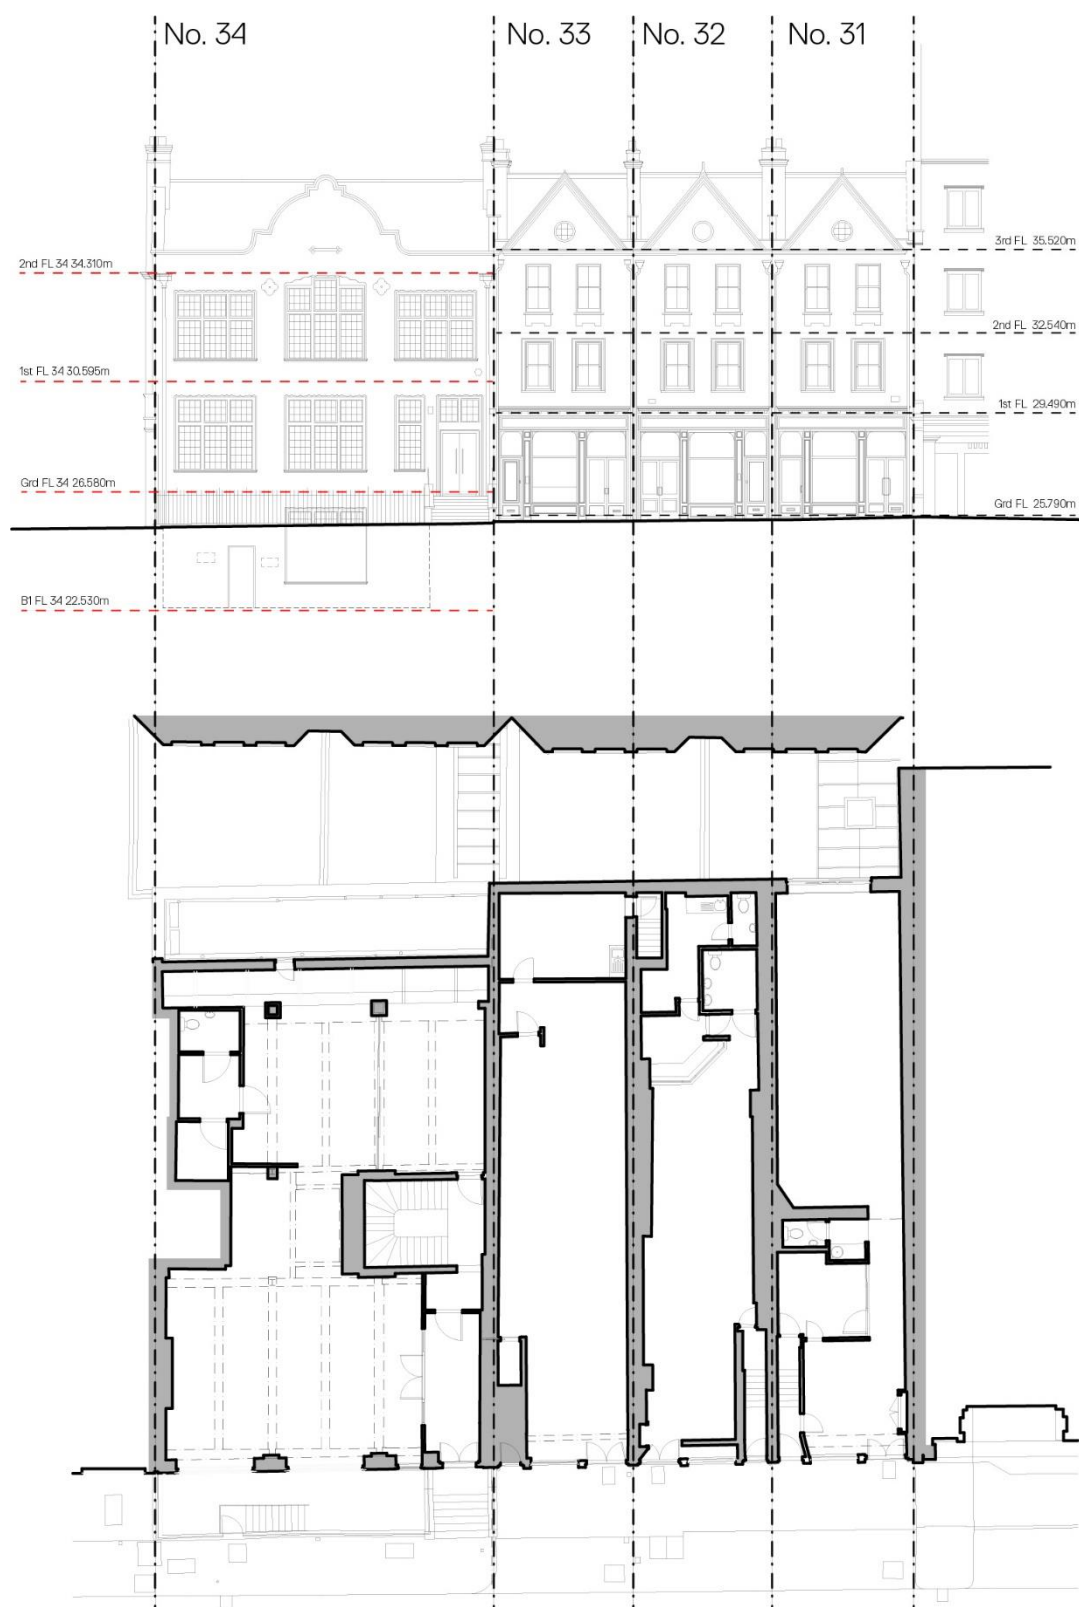 No. 34
No. 33
No. 32
No. 31
3rd FL 35.520m
2nd FL 34 34.310m
2nd FL 32.540m
1st FL 34 30.595m
1st FL 29.490m
Grd FL 34 26.580m
Grd FL 25.790m
B1 FL 34 22.530m